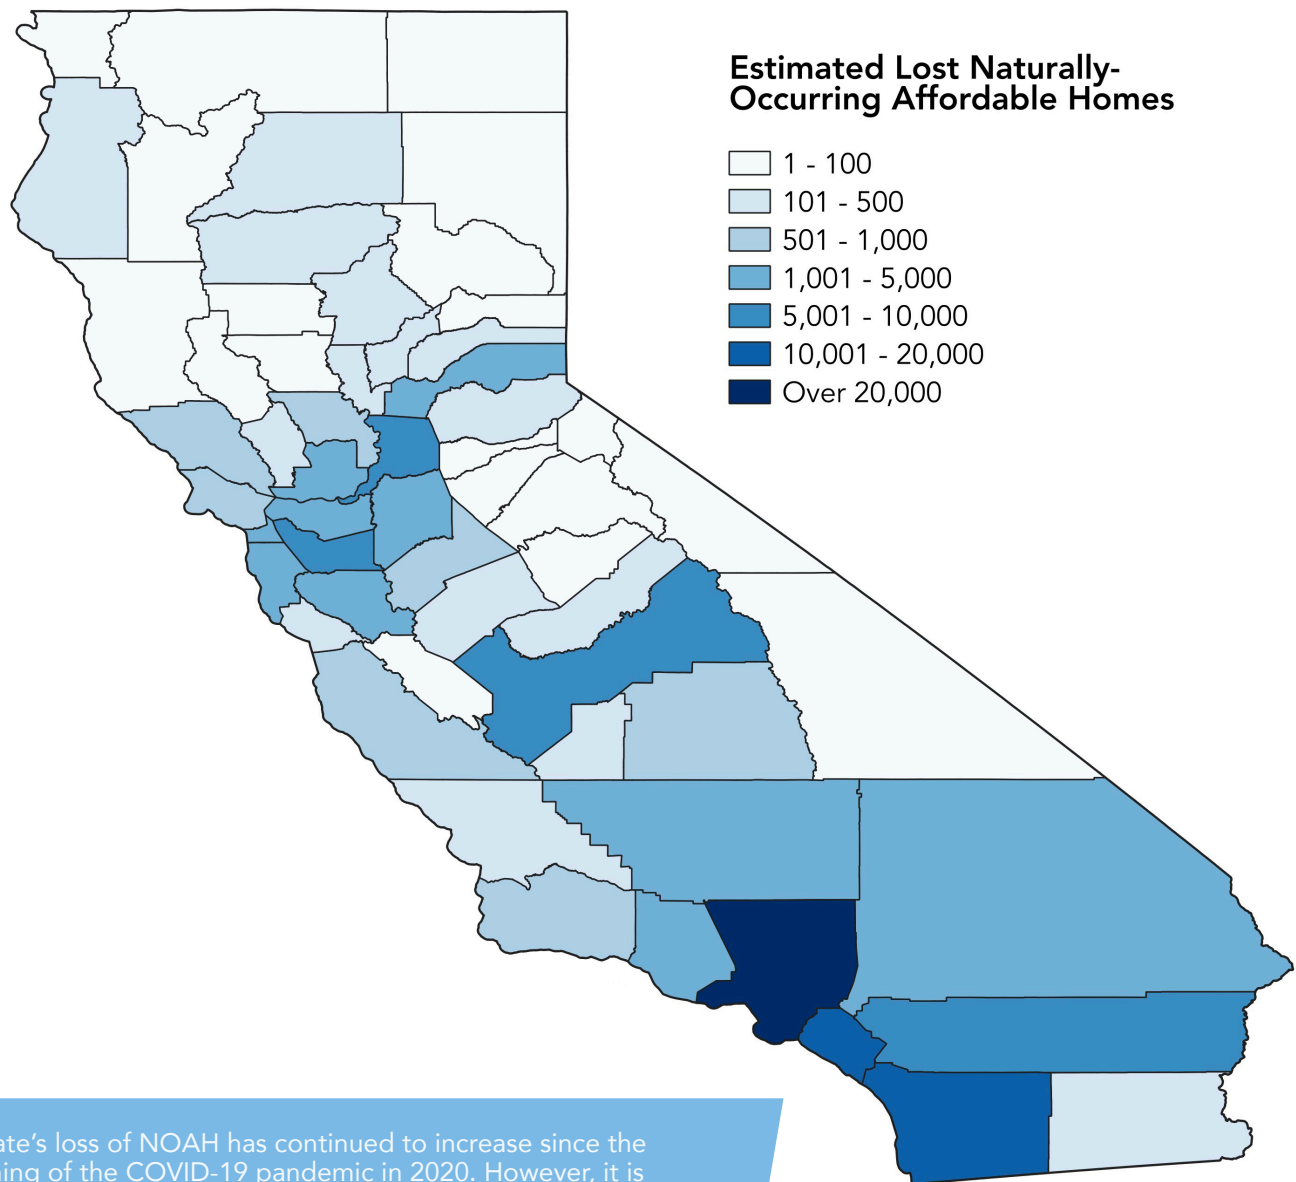 Estimated Lost Naturally-
Occurring Affordable Homes
1 - 100
101 - 500
501 - 1,000
1,001 - 5,000
5,001 - 10,000
10,001 - 20,000
Over 20,000
loss of NOAH has continued to increase since the
of the COVID-19 pandemic in 2020. However, it is